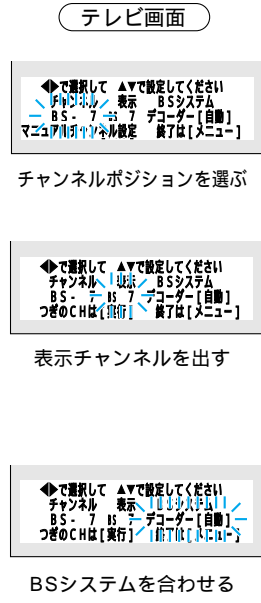 テレビ画面
◀▶で選択して ▲▼で設定してください
チャンネル 表示 BSシステム
BS- 7 BS 7 デコーダー[自動]
マニュアルチャンネル設定 終了は[メニュー]
チャンネルポジションを選ぶ
◀▶で選択して ▲▼で設定してください
チャンネル 表示 BSシステム
BS- 7 BS 7 デコーダー[自動]
つぎのCHは[実行] 終了は[メニュー]
表示チャンネルを出す
◀▶で選択して ▲▼で設定してください
チャンネル 表示 BSシステム
BS- 7 BS 7 デコーダー[自動]
つぎのCHは[実行] 終了は[メニュー]
BSシステムを合わせる